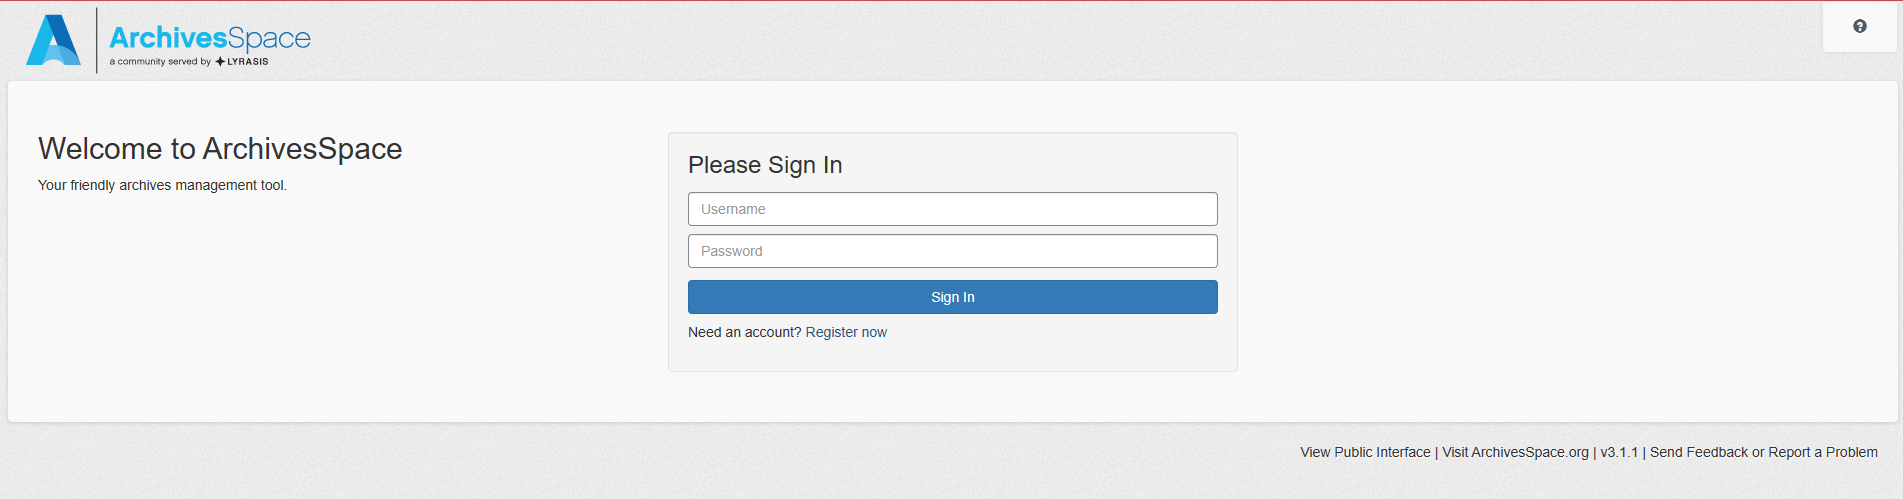 ArchivesSpace
a community served by LYRASIS
?
Welcome to ArchivesSpace
Your friendly archives management tool.
Please Sign In
Username
Password
Sign In
Need an account? Register now
View Public Interface | Visit ArchivesSpace.org | v3.1.1 | Send Feedback or Report a Problem